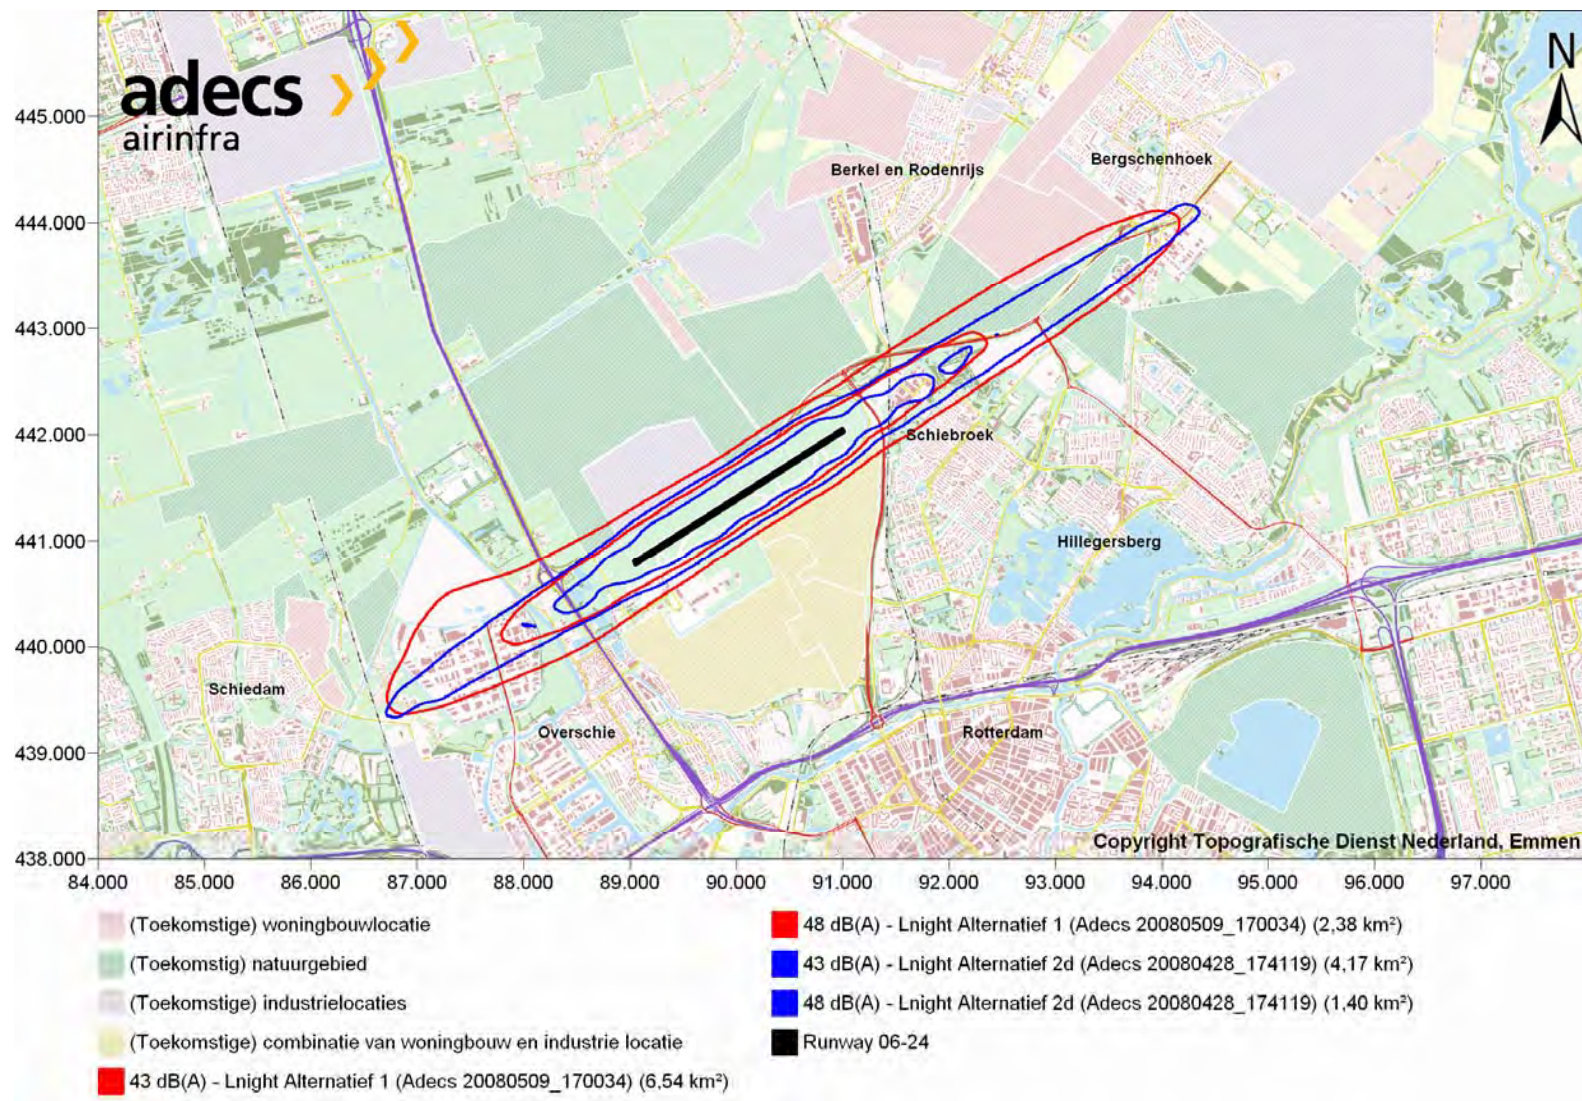 adecs
airinfra
N
445.000
444.000
443.000
442.000
441.000
440.000
439.000
438.000
Berkel en Rodenrijs
Bergschenhoek
Schiebroek
Hillegersberg
Schiedam
Overschie
Rotterdam
Copyright Topografische Dienst Nederland, Emmen
84.000 85.000 86.000 87.000 88.000 89.000 90.000 91.000 92.000 93.000 94.000 95.000 96.000 97.000
(Toekomstige) woningbouwlocatie
(Toekomstig) natuurgebied
(Toekomstige) industrielocaties
(Toekomstige) combinatie van woningbouw en industrie locatie
43 dB(A) - Lnight Alternatief 1 (Adecs 20080509_170034) (6,54 km²)
48 dB(A) - Lnight Alternatief 1 (Adecs 20080509_170034) (2,38 km²)
43 dB(A) - Lnight Alternatief 2d (Adecs 20080428_174119) (4,17 km²)
48 dB(A) - Lnight Alternatief 2d (Adecs 20080428_174119) (1,40 km²)
Runway 06-24